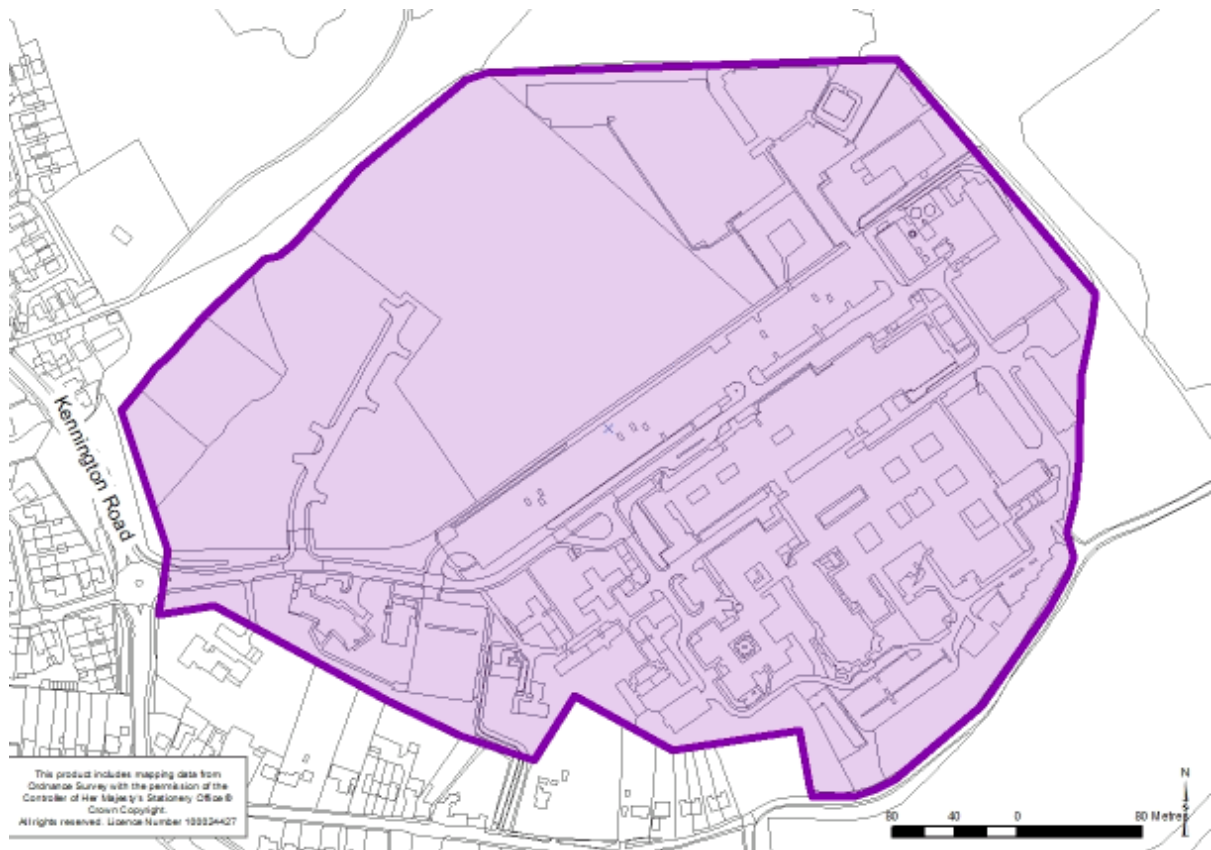 Kennington Road
This product includes mapping data from
Ordnance Survey with the permission of the
Controller of Her Majesty's Stationery Office ©
Crown Copyright.
All rights reserved. Licence Number 100024427
N
80 40 0 80 Metres